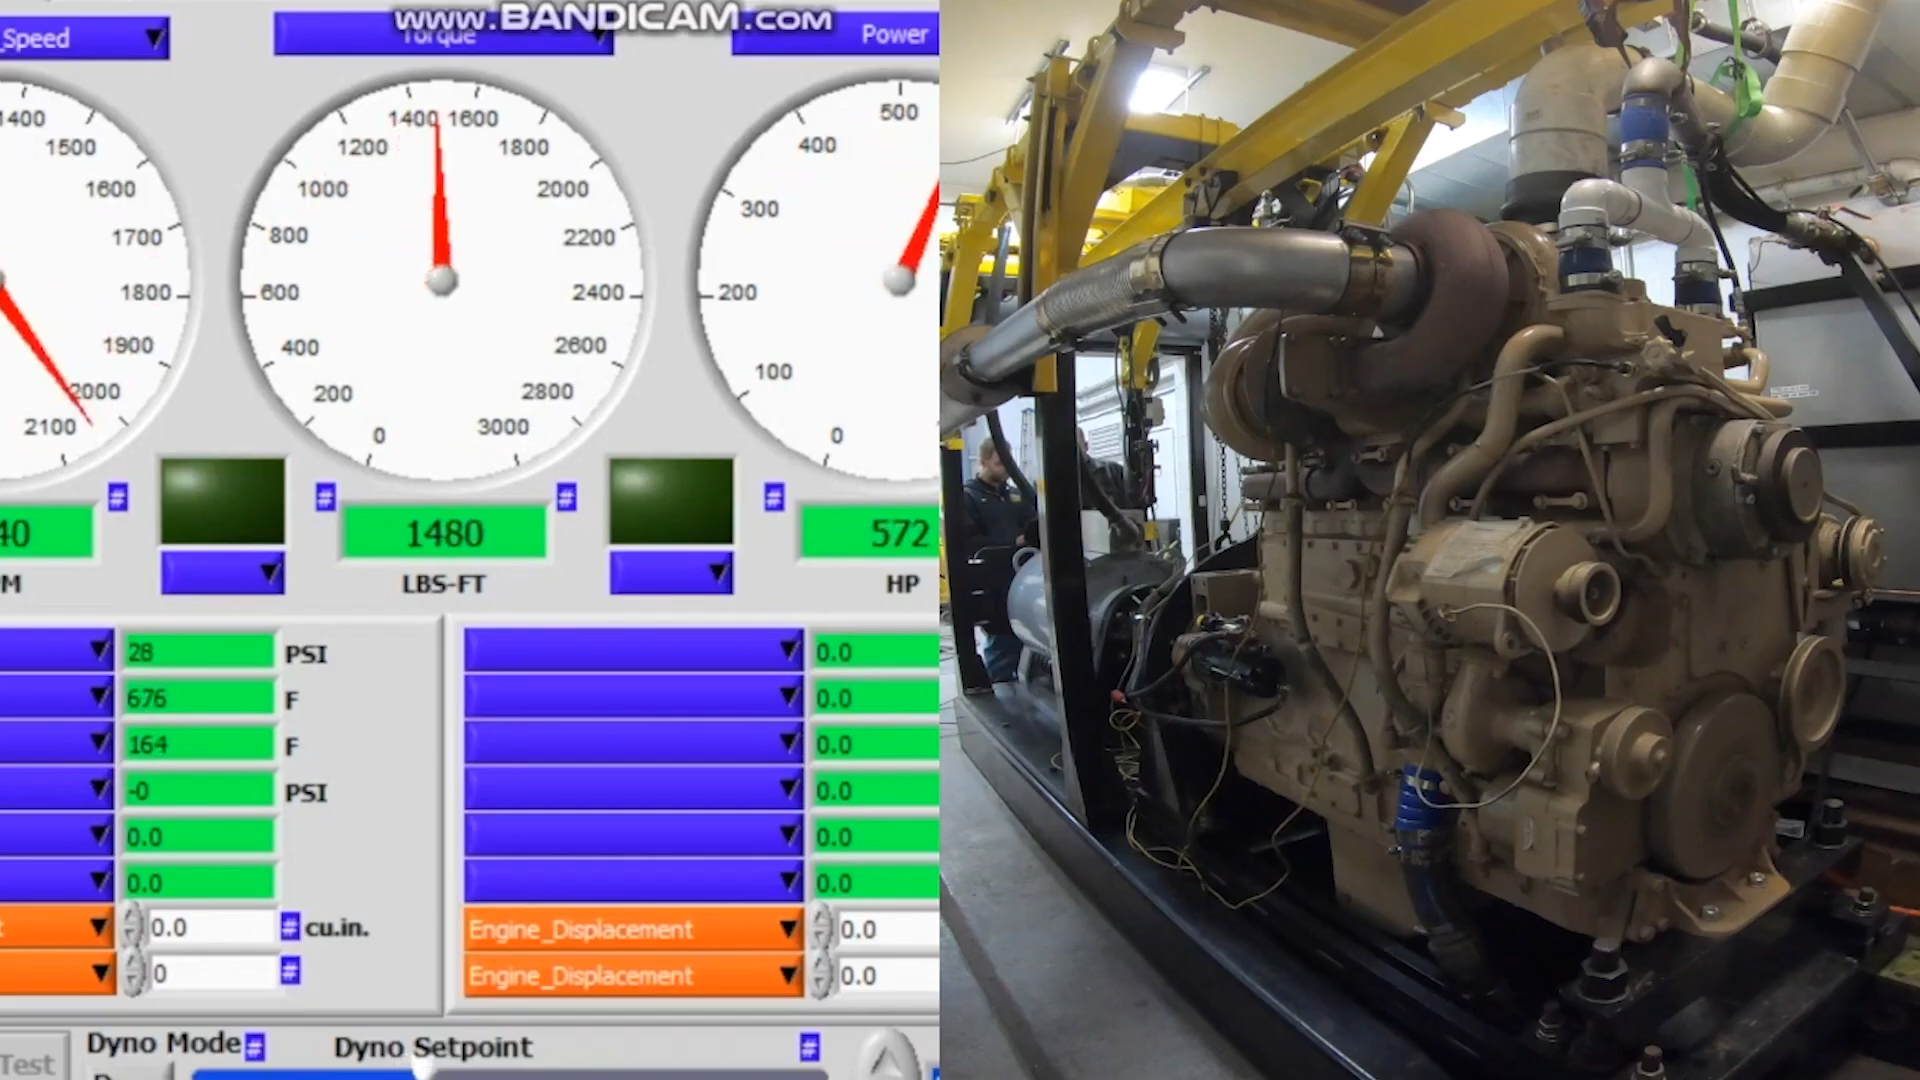 www.BANDICAM.com
_Speed
Torque
Power
1400
1500
1600
1700
1800
1900
2000
2100
0
200
400
600
800
1000
1200
1400
1600
1800
2000
2200
2400
2600
2800
3000
0
100
200
300
400
500
#
#
#
#
40
1480
572
M
LBS-FT
HP
28 PSI
0.0
676 F
0.0
164 F
0.0
-0 PSI
0.0
0.0
0.0
0.0
0.0
t
0.0 # cu.in.
Engine_Displacement
0.0
0 #
Engine_Displacement
0.0
Test
Dyno Mode #
Dyno Setpoint
#